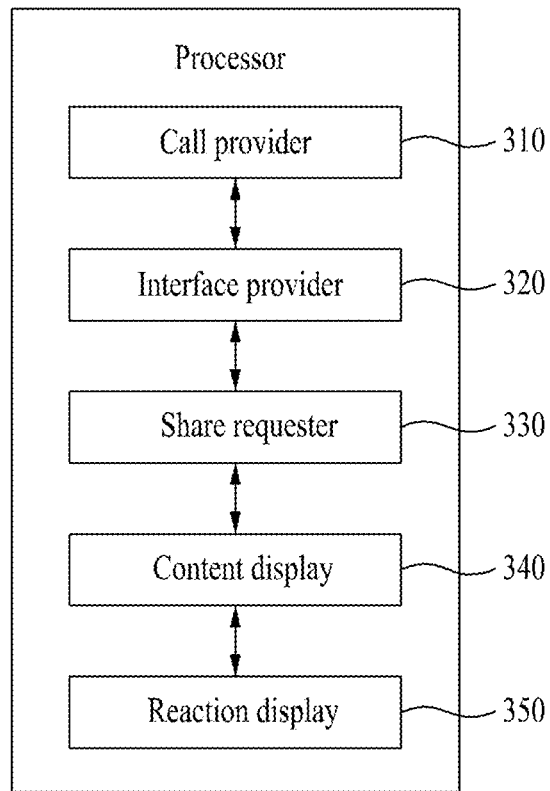 Processor
Call provider 310
Interface provider 320
Share requester 330
Content display 340
Reaction display 350